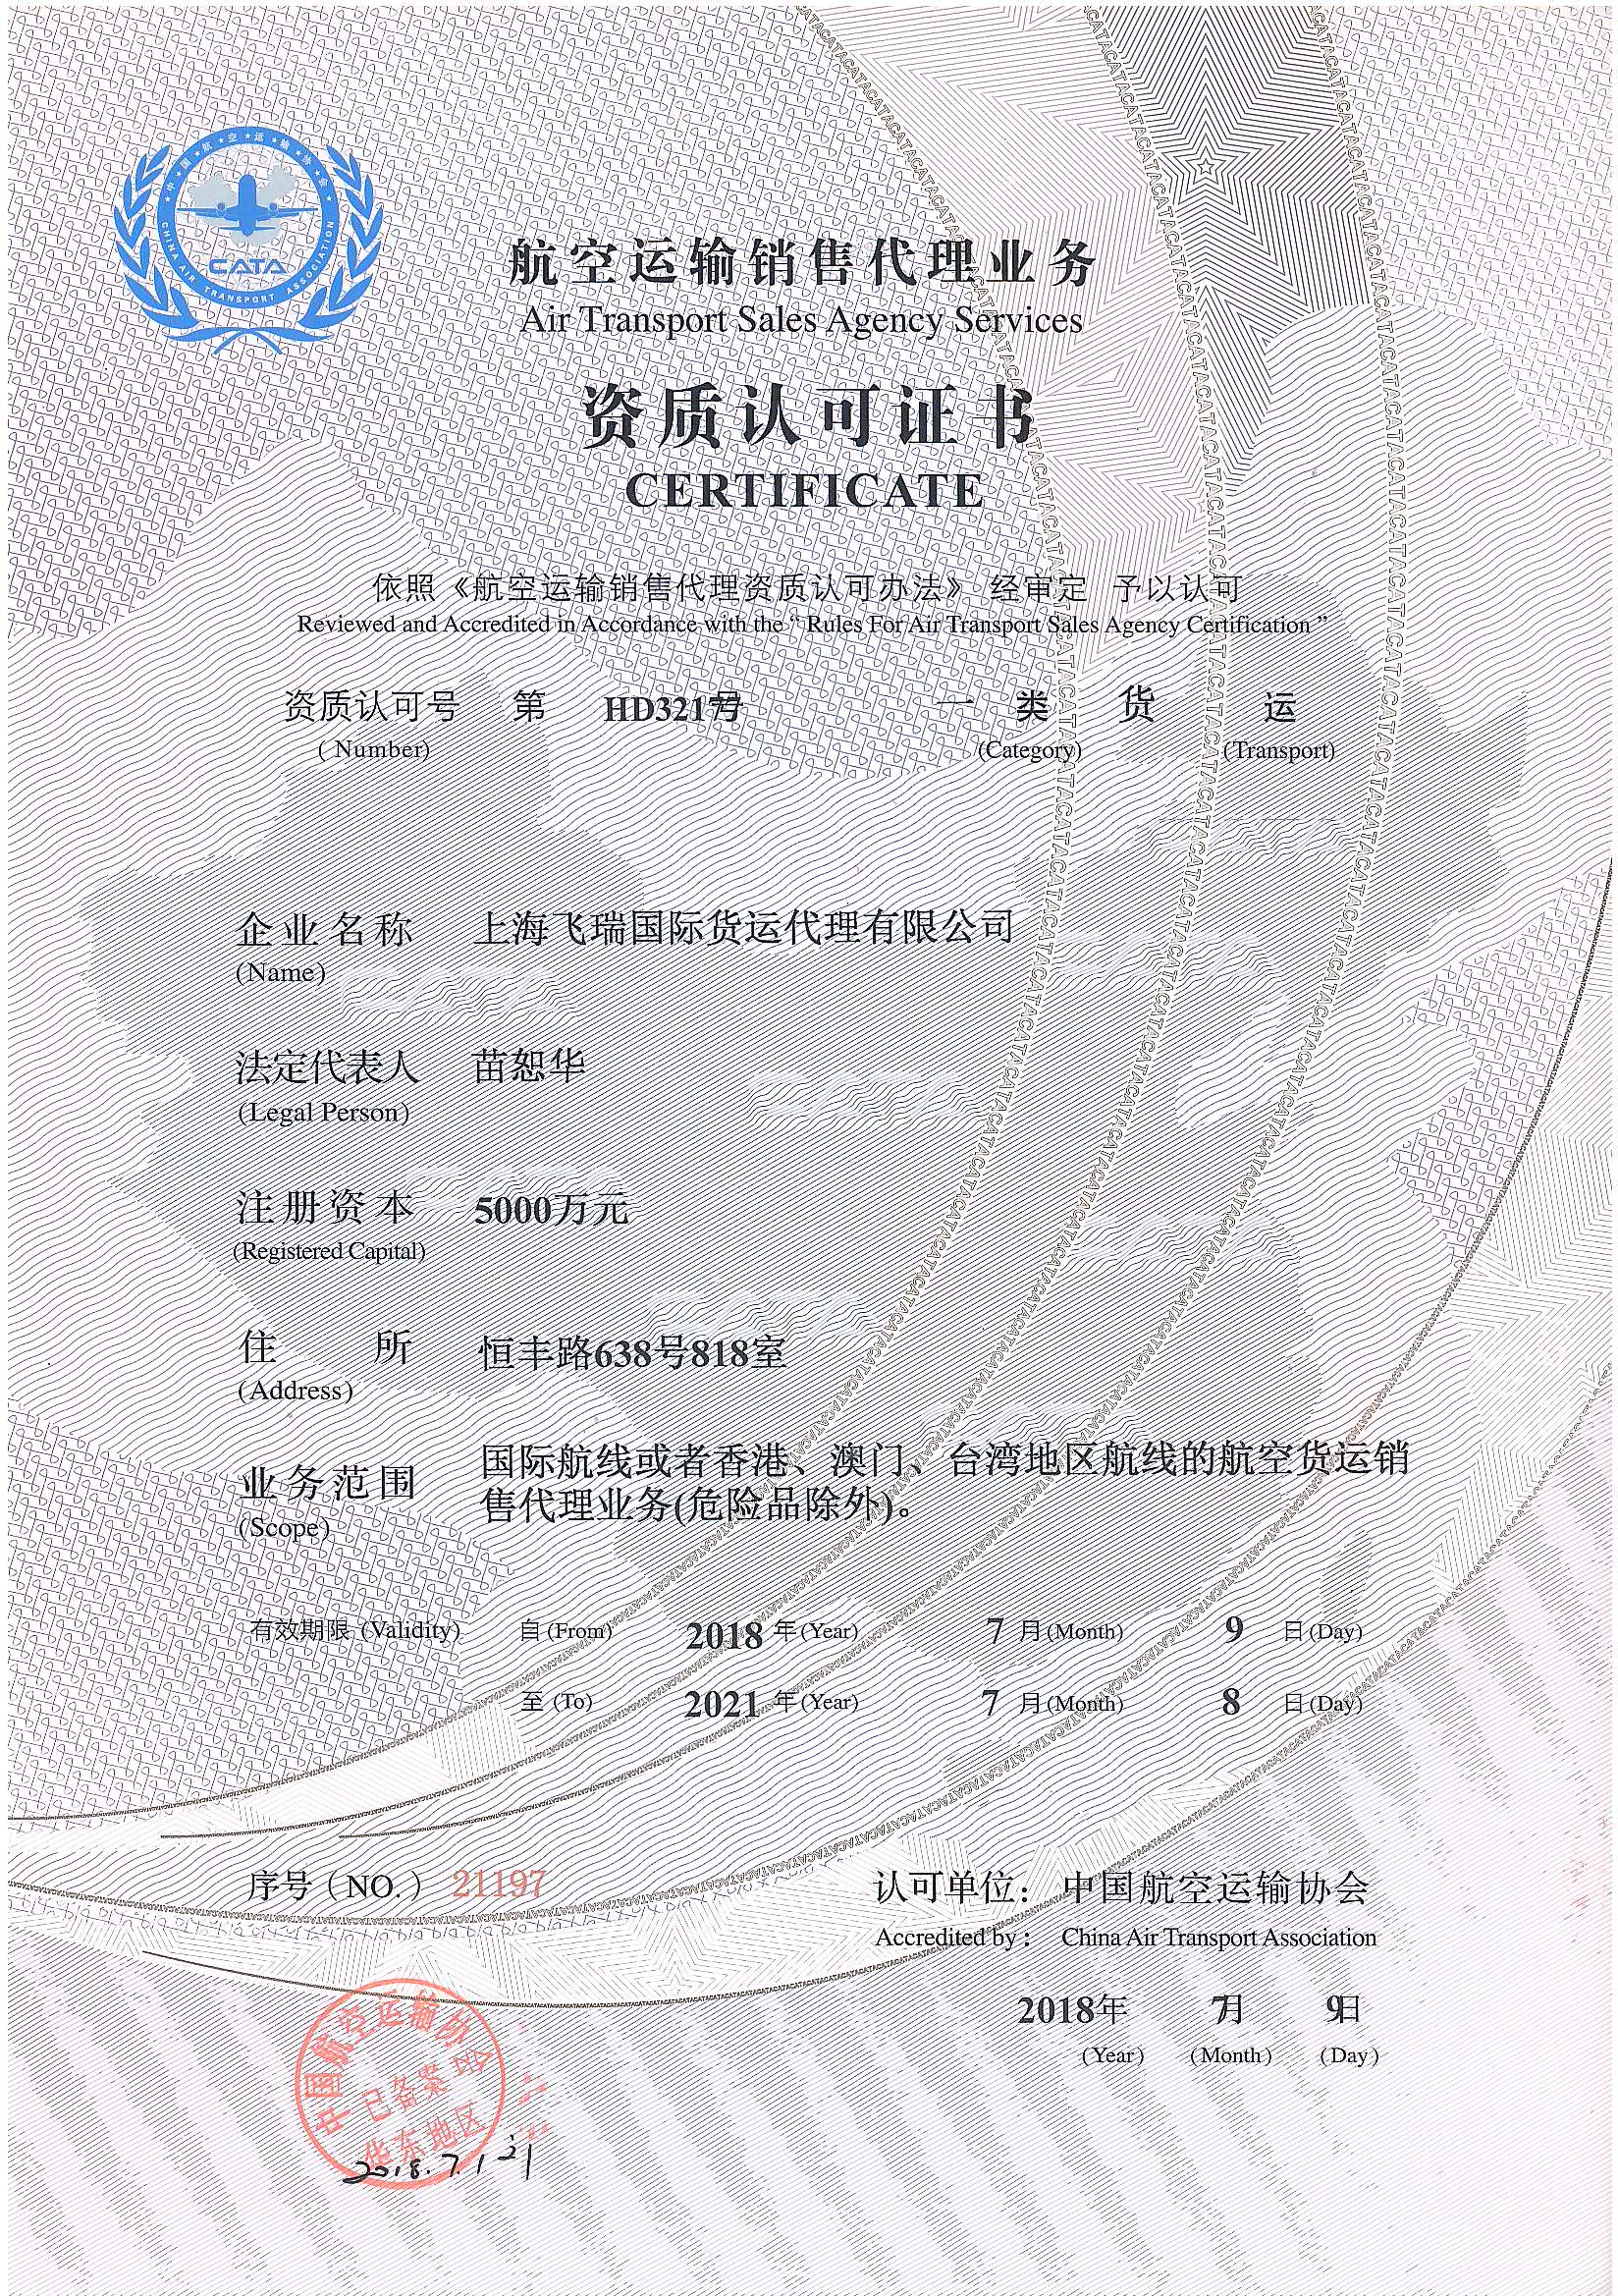 中国航空运输协会
CATA
CHINA AIR TRANSPORT ASSOCIATION
航空运输销售代理业务
Air Transport Sales Agency Services
资质认可证书
CERTIFICATE
依照《航空运输销售代理资质认可办法》 经审定 予以认可
Reviewed and Accredited in Accordance with the “ Rules For Air Transport Sales Agency Certification ”
资质认可号 第 HD3217号 一 类 货 运
( Number) (Category) (Transport)
企业名称 上海飞瑞国际货运代理有限公司
(Name)
法定代表人 苗恕华
(Legal Person)
注册资本 5000万元
(Registered Capital)
住 所 恒丰路638号818室
(Address)
业务范围 国际航线或者香港、澳门、台湾地区航线的航空货运销
售代理业务(危险品除外)。
(Scope)
有效期限 (Validity) 自 (From) 2018 年 (Year) 7 月 (Month) 9 日 (Day)
至 (To) 2021 年 (Year) 7 月 (Month) 8 日 (Day)
序号（NO.） 21197
认可单位： 中国航空运输协会
Accredited by： China Air Transport Association
2018年 7月 9日
(Year) (Month) (Day)
中国航空运输协会
已备案
华东地区